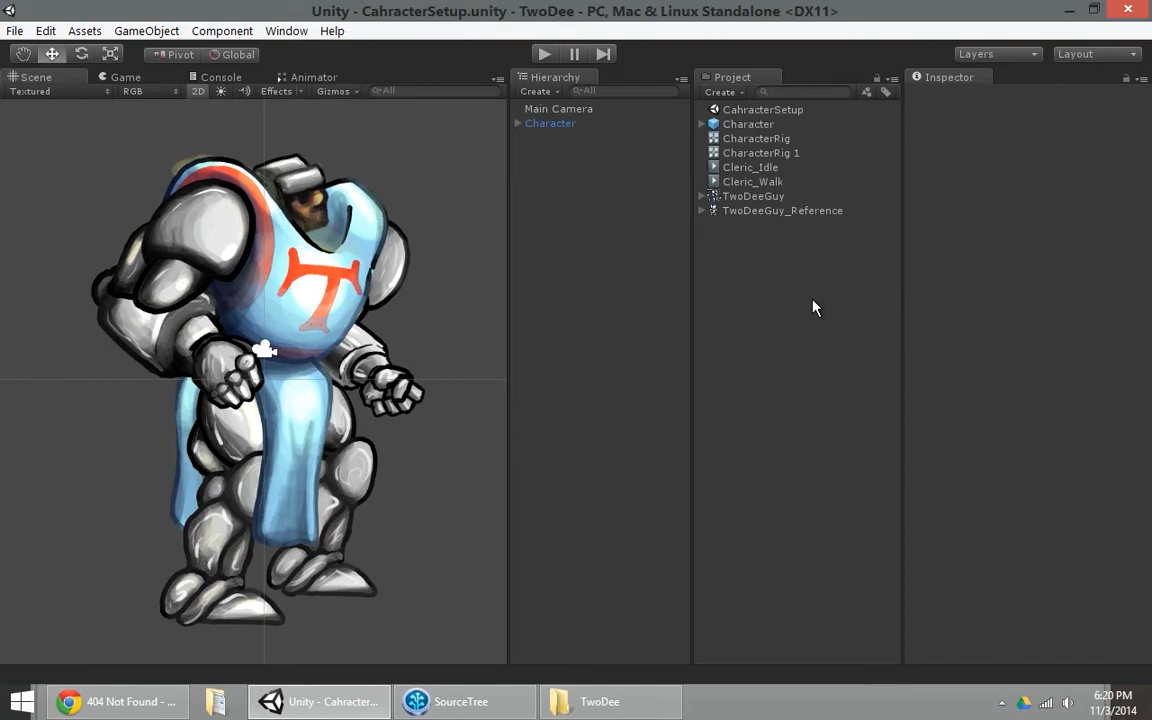 Unity - CahracterSetup.unity - TwoDee - PC, Mac & Linux Standalone <DX11>
File Edit Assets GameObject Component Window Help
Pivot Global Layers Layout
Scene Game Console Animator Hierarchy Project Inspector
Textured RGB 2D Effects Gizmos All Create All Create
Main Camera
Character
CahracterSetup
Character
CharacterRig
CharacterRig 1
Cleric_Idle
Cleric_Walk
TwoDeeGuy
TwoDeeGuy_Reference
T
404 Not Found - ... Unity - Cahracter... SourceTree TwoDee
6:20 PM
11/3/2014